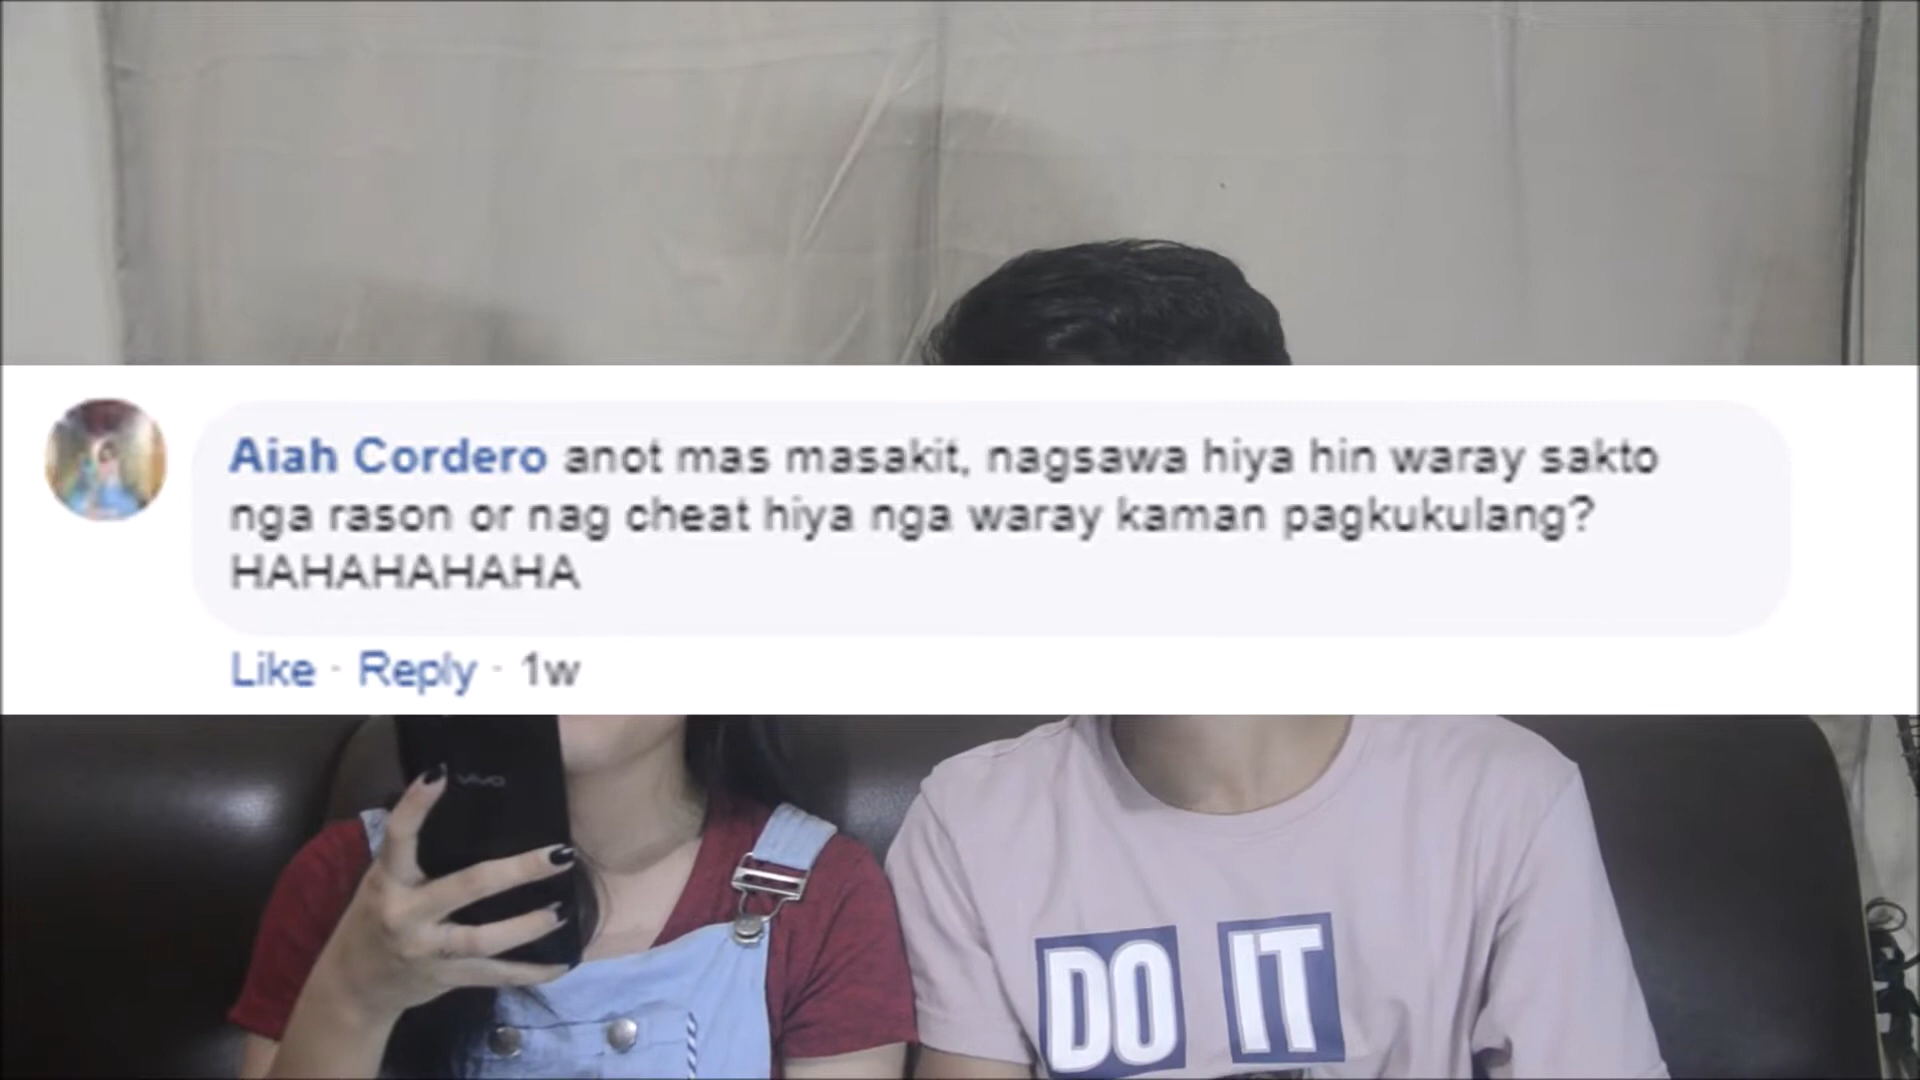 Aiah Cordero anot mas masakit, nagsawa hiya hin waray sakto
nga rason or nag cheat hiya nga waray kaman pagkukulang?
HAHAHAHAHA
Like · Reply · 1w
vivo
DO IT